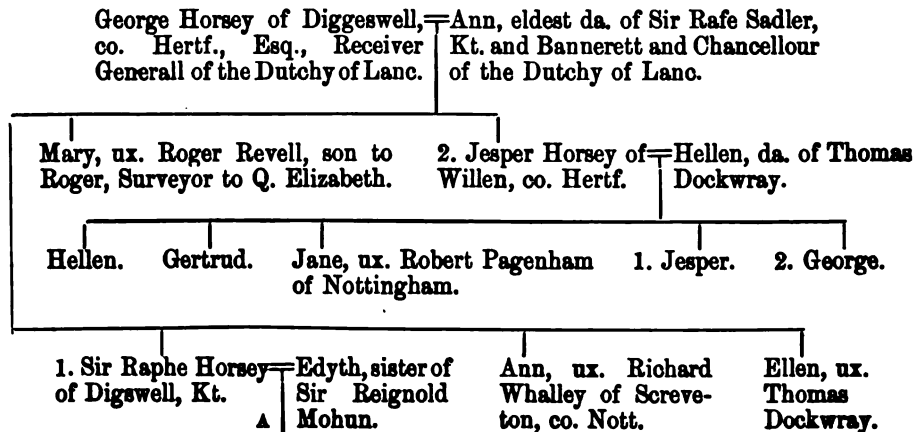 George Horsey of Diggeswell,
co. Hertf., Esq., Receiver
Generall of the Dutchy of Lanc.
Ann, eldest da. of Sir Rafe Sadler,
Kt. and Bannerett and Chancellour
of the Dutchy of Lanc.
Mary, ux. Roger Revell, son to
Roger, Surveyor to Q. Elizabeth.
2. Jesper Horsey of
Willen, co. Hertf.
Hellen, da. of Thomas
Dockwray.
Hellen.
Gertrud.
Jane, ux. Robert Pagenham
of Nottingham.
1. Jesper.
2. George.
1. Sir Raphe Horsey
of Digswell, Kt.
A
Edyth, sister of
Sir Reignold
Mohun.
Ann, ux. Richard
Whalley of Screve-
ton, co. Nott.
Ellen, ux.
Thomas
Dockwray.